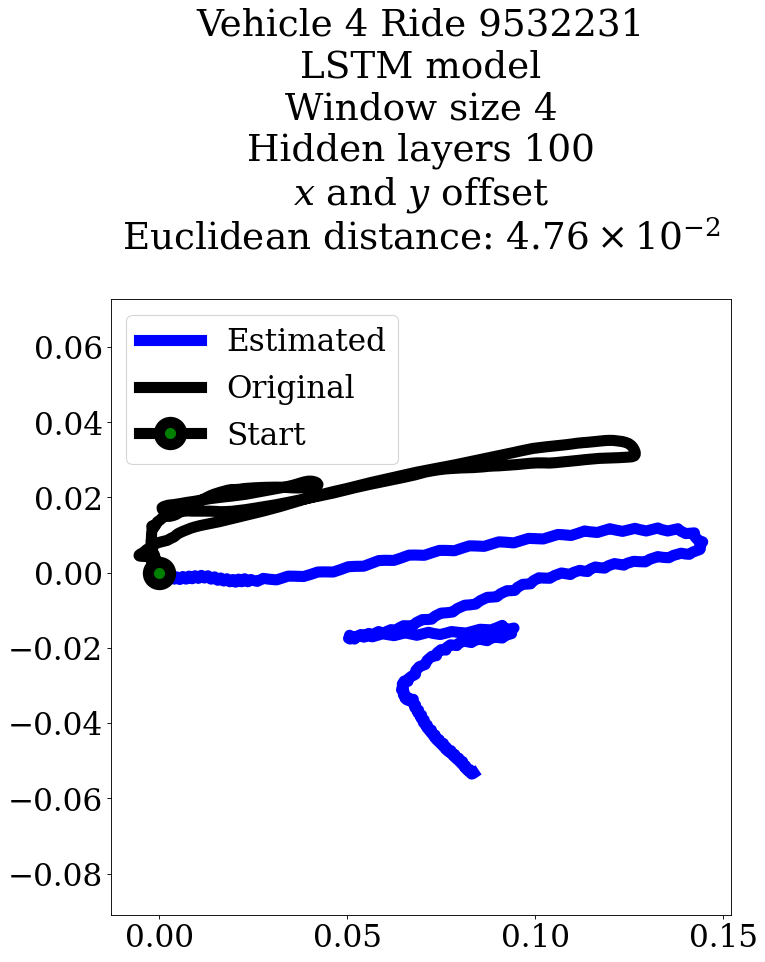 Vehicle 4 Ride 9532231
LSTM model
Window size 4
Hidden layers 100
x and y offset
Euclidean distance: 4.76 × 10⁻²
Estimated
Original
Start
0.06
0.04
0.02
0.00
−0.02
−0.04
−0.06
−0.08
0.00 0.05 0.10 0.15